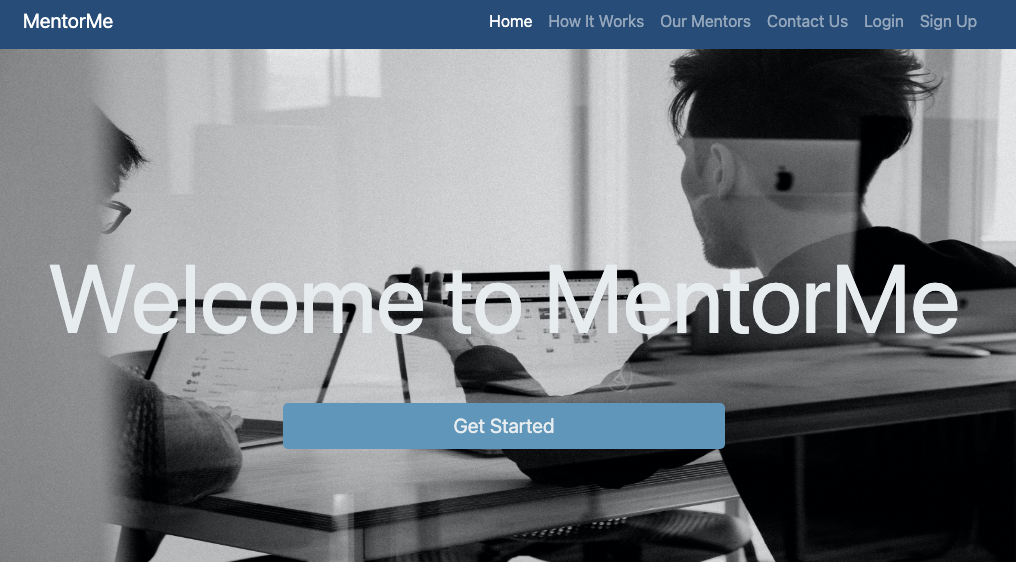 MentorMe Home How It Works Our Mentors Contact Us Login Sign Up
Welcome to MentorMe
Get Started